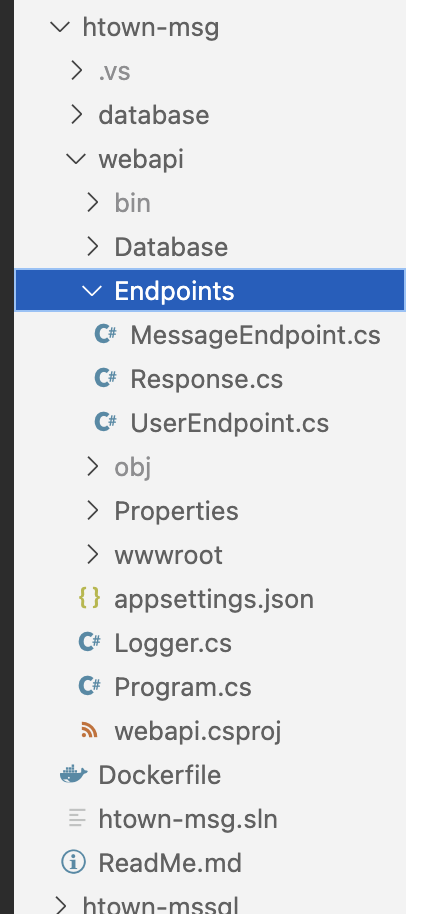 htown-msg
.vs
database
webapi
bin
Database
Endpoints
C# MessageEndpoint.cs
C# Response.cs
C# UserEndpoint.cs
obj
Properties
wwwroot
{} appsettings.json
C# Logger.cs
C# Program.cs
webapi.csproj
Dockerfile
htown-msg.sln
ReadMe.md
htown-mssql